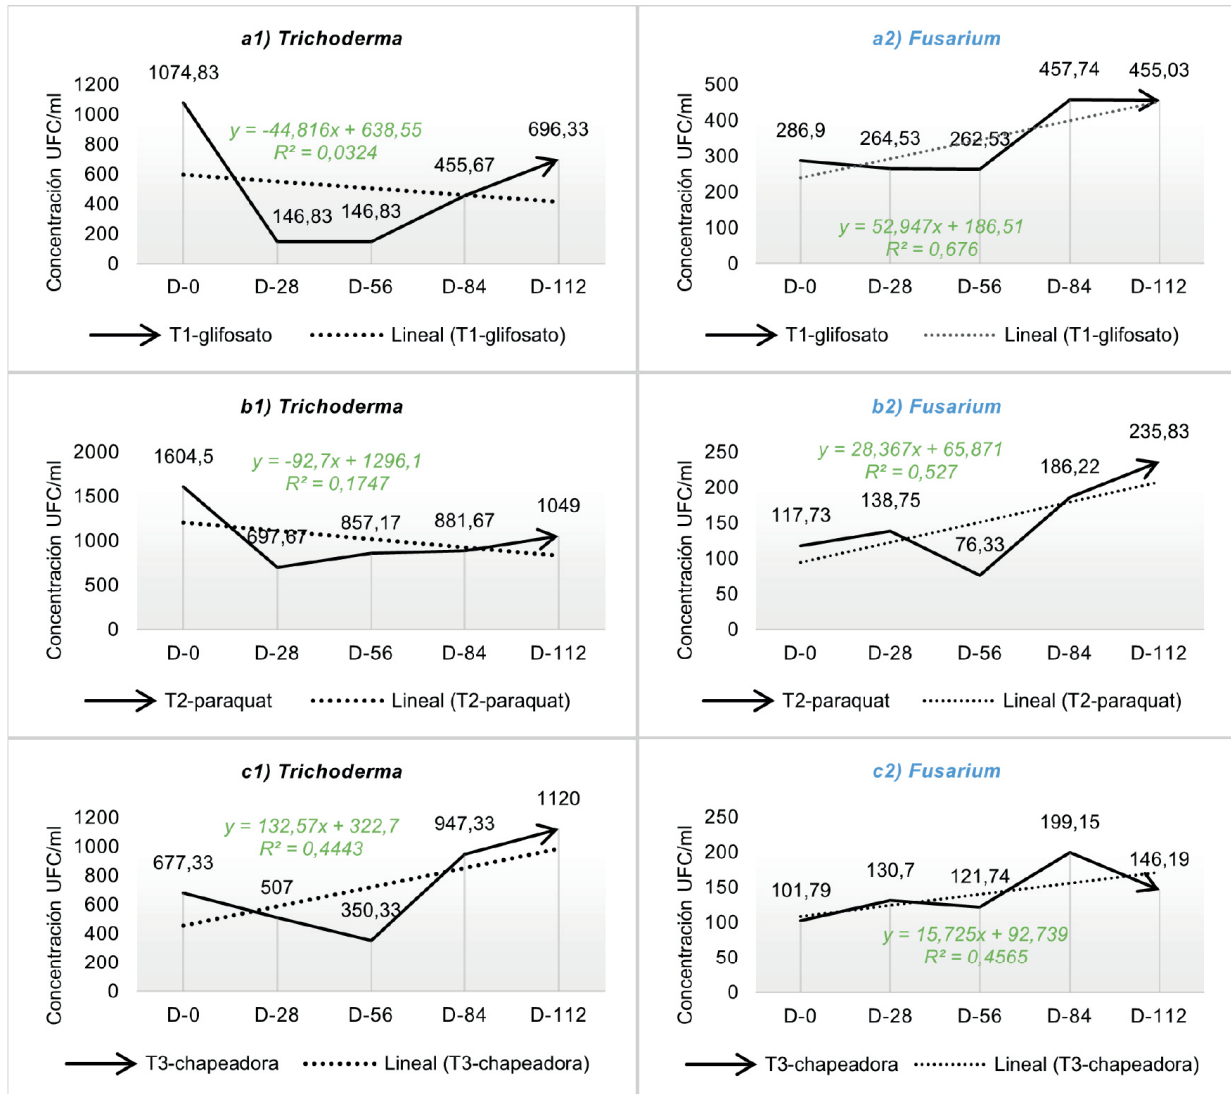 a1) Trichoderma
Concentración UFC/ml
1200
1000
800
600
400
200
0
1074,83
146,83
146,83
455,67
696,33
y = -44,816x + 638,55
R² = 0,0324
D-0 D-28 D-56 D-84 D-112
T1-glifosato Lineal (T1-glifosato)
a2) Fusarium
Concentración UFC/ml
500
400
300
200
100
0
286,9
264,53
262,53
457,74
455,03
y = 52,947x + 186,51
R² = 0,676
D-0 D-28 D-56 D-84 D-112
T1-glifosato Lineal (T1-glifosato)
b1) Trichoderma
Concentración UFC/ml
2000
1500
1000
500
0
1604,5
697,67
857,17
881,67
1049
y = -92,7x + 1296,1
R² = 0,1747
D-0 D-28 D-56 D-84 D-112
T2-paraquat Lineal (T2-paraquat)
b2) Fusarium
Concentración UFC/ml
250
200
150
100
50
0
117,73
138,75
76,33
186,22
235,83
y = 28,367x + 65,871
R² = 0,527
D-0 D-28 D-56 D-84 D-112
T2-paraquat Lineal (T2-paraquat)
c1) Trichoderma
Concentración UFC/ml
1200
1000
800
600
400
200
0
677,33
507
350,33
947,33
1120
y = 132,57x + 322,7
R² = 0,4443
D-0 D-28 D-56 D-84 D-112
T3-chapeadora Lineal (T3-chapeadora)
c2) Fusarium
Concentración UFC/ml
250
200
150
100
50
0
101,79
130,7
121,74
199,15
146,19
y = 15,725x + 92,739
R² = 0,4565
D-0 D-28 D-56 D-84 D-112
T3-chapeadora Lineal (T3-chapeadora)